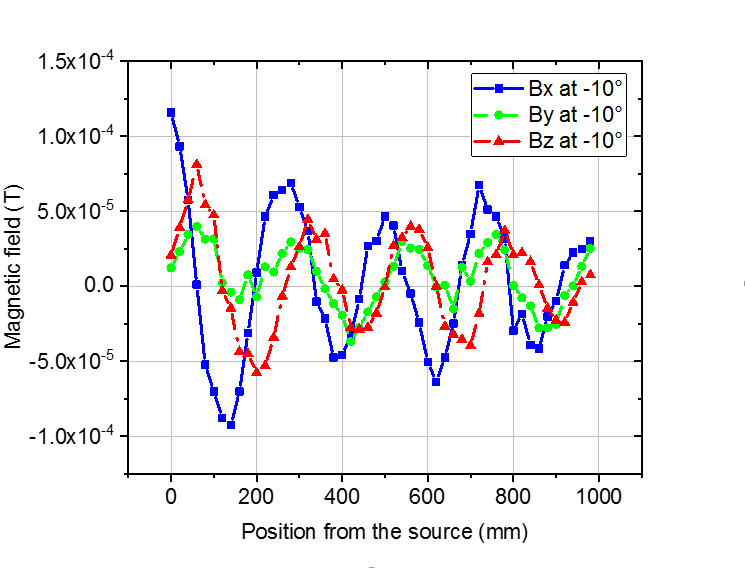 1.5x10⁻⁴
1.0x10⁻⁴
5.0x10⁻⁵
0.0
-5.0x10⁻⁵
-1.0x10⁻⁴
Magnetic field (T)
Bx at -10°
By at -10°
Bz at -10°
0 200 400 600 800 1000
Position from the source (mm)